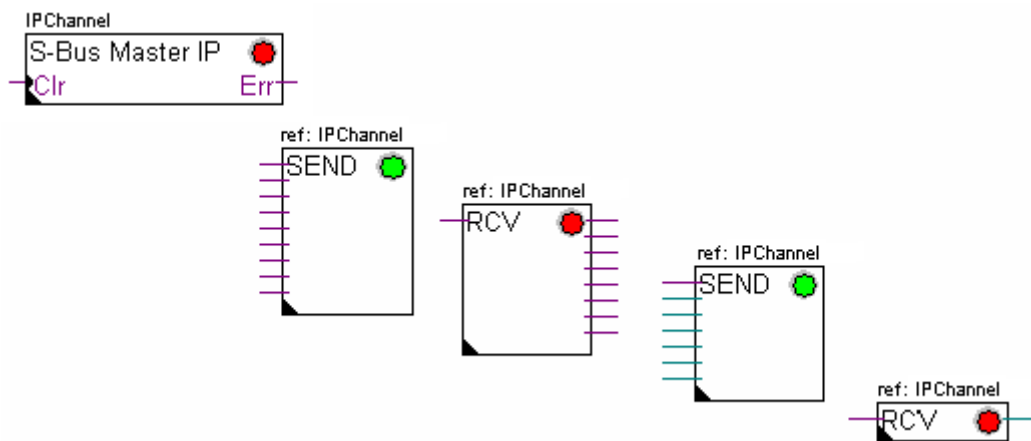 IPChannel
S-Bus Master IP
Clr Err
ref: IPChannel
SEND
ref: IPChannel
RCV
ref: IPChannel
SEND
ref: IPChannel
RCV